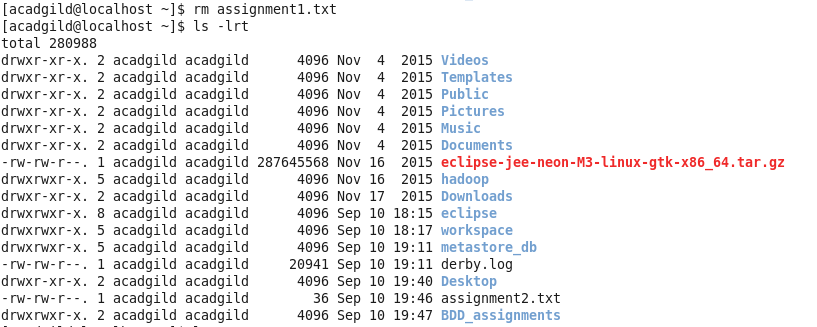 [acadgild@localhost ~]$ rm assignment1.txt
[acadgild@localhost ~]$ ls -lrt
total 280988
drwxr-xr-x. 2 acadgild acadgild      4096 Nov  4  2015 Videos
drwxr-xr-x. 2 acadgild acadgild      4096 Nov  4  2015 Templates
drwxr-xr-x. 2 acadgild acadgild      4096 Nov  4  2015 Public
drwxr-xr-x. 2 acadgild acadgild      4096 Nov  4  2015 Pictures
drwxr-xr-x. 2 acadgild acadgild      4096 Nov  4  2015 Music
drwxr-xr-x. 2 acadgild acadgild      4096 Nov  4  2015 Documents
-rw-rw-r--. 1 acadgild acadgild 287645568 Nov 16  2015 eclipse-jee-neon-M3-linux-gtk-x86_64.tar.gz
drwxrwxr-x. 5 acadgild acadgild      4096 Nov 16  2015 hadoop
drwxr-xr-x. 2 acadgild acadgild      4096 Nov 17  2015 Downloads
drwxrwxr-x. 8 acadgild acadgild      4096 Sep 10 18:15 eclipse
drwxrwxr-x. 5 acadgild acadgild      4096 Sep 10 18:17 workspace
drwxrwxr-x. 5 acadgild acadgild      4096 Sep 10 19:11 metastore_db
-rw-rw-r--. 1 acadgild acadgild     20941 Sep 10 19:11 derby.log
drwxr-xr-x. 2 acadgild acadgild      4096 Sep 10 19:40 Desktop
-rw-rw-r--. 1 acadgild acadgild        36 Sep 10 19:46 assignment2.txt
drwxrwxr-x. 2 acadgild acadgild      4096 Sep 10 19:47 BDD_assignments